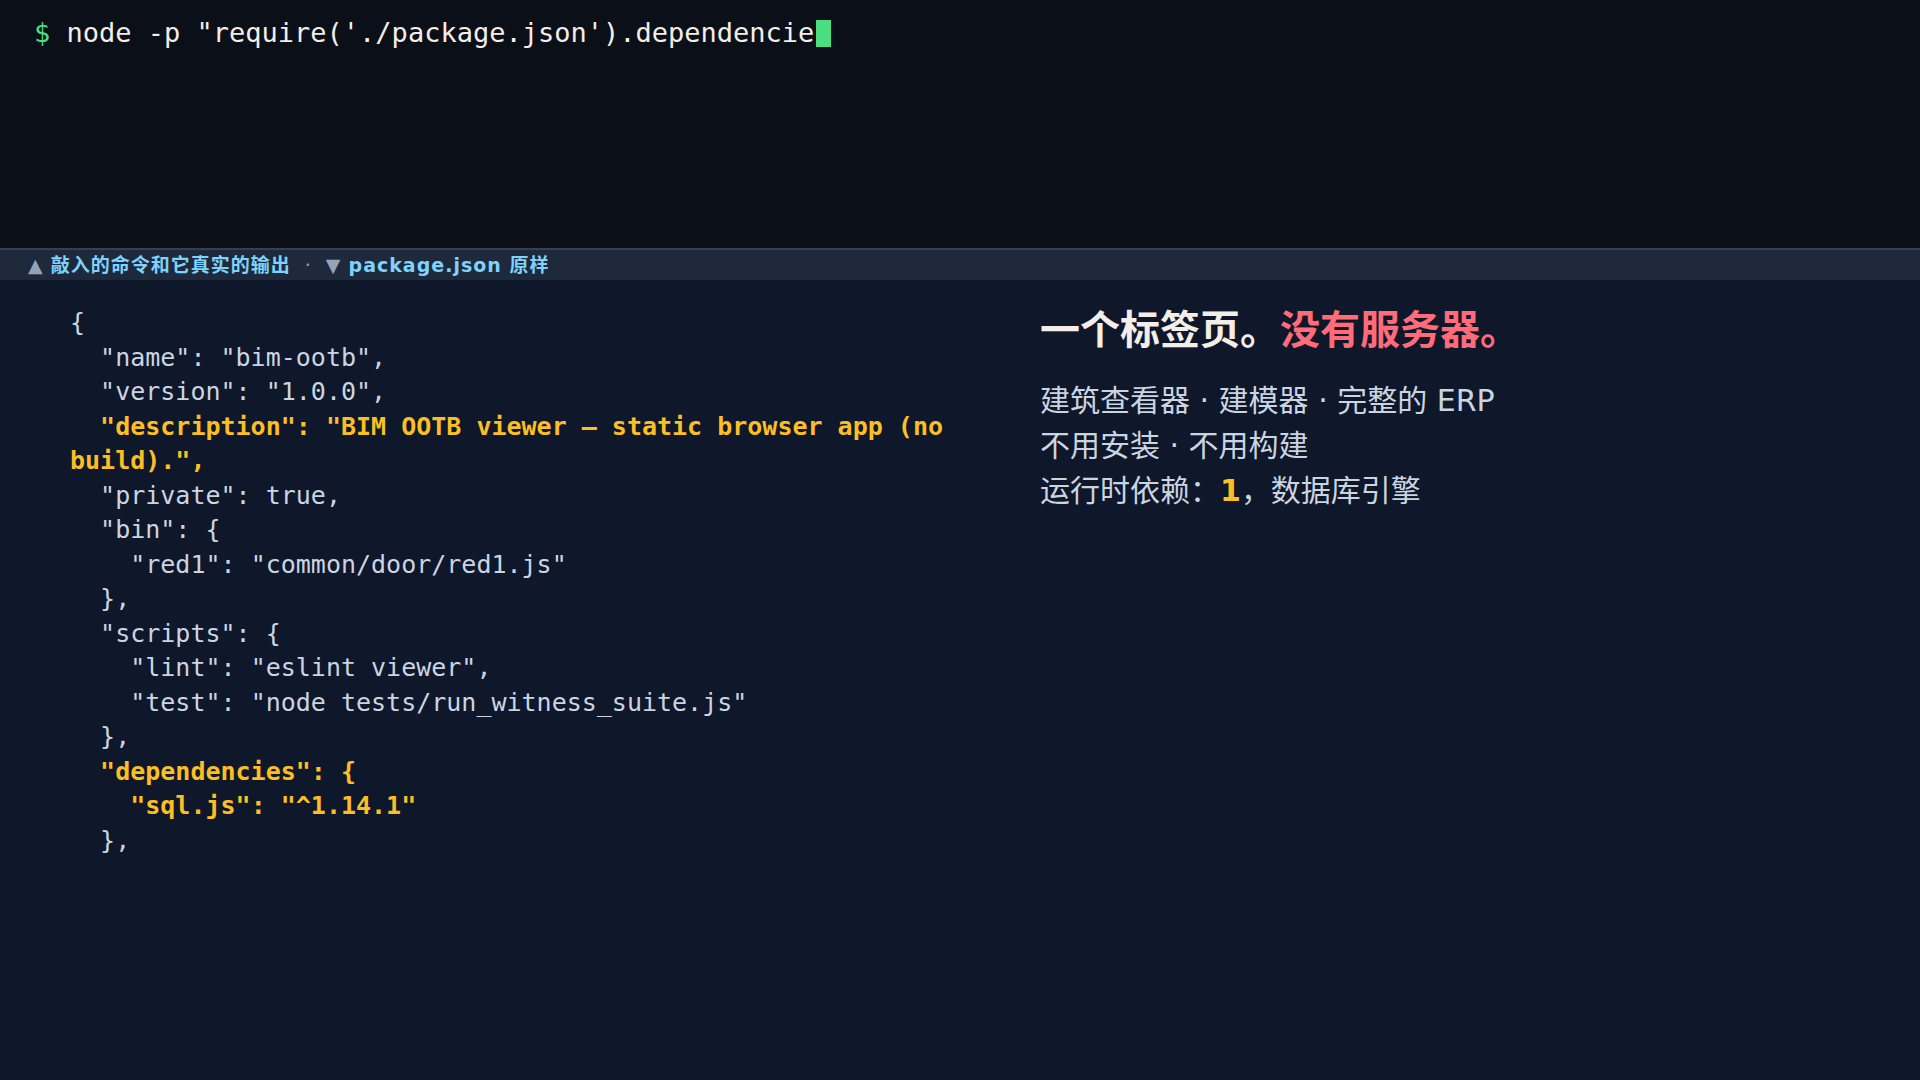 $ node -p "require('./package.json').dependencie
▲ 敲入的命令和它真实的输出 · ▼ package.json 原样
{
  "name": "bim-ootb",
  "version": "1.0.0",
  "description": "BIM OOTB viewer — static browser app (no
build).",
  "private": true,
  "bin": {
    "red1": "common/door/red1.js"
  },
  "scripts": {
    "lint": "eslint viewer",
    "test": "node tests/run_witness_suite.js"
  },
  "dependencies": {
    "sql.js": "^1.14.1"
  },
一个标签页。没有服务器。
建筑查看器 · 建模器 · 完整的 ERP
不用安装 · 不用构建
运行时依赖：1，数据库引擎